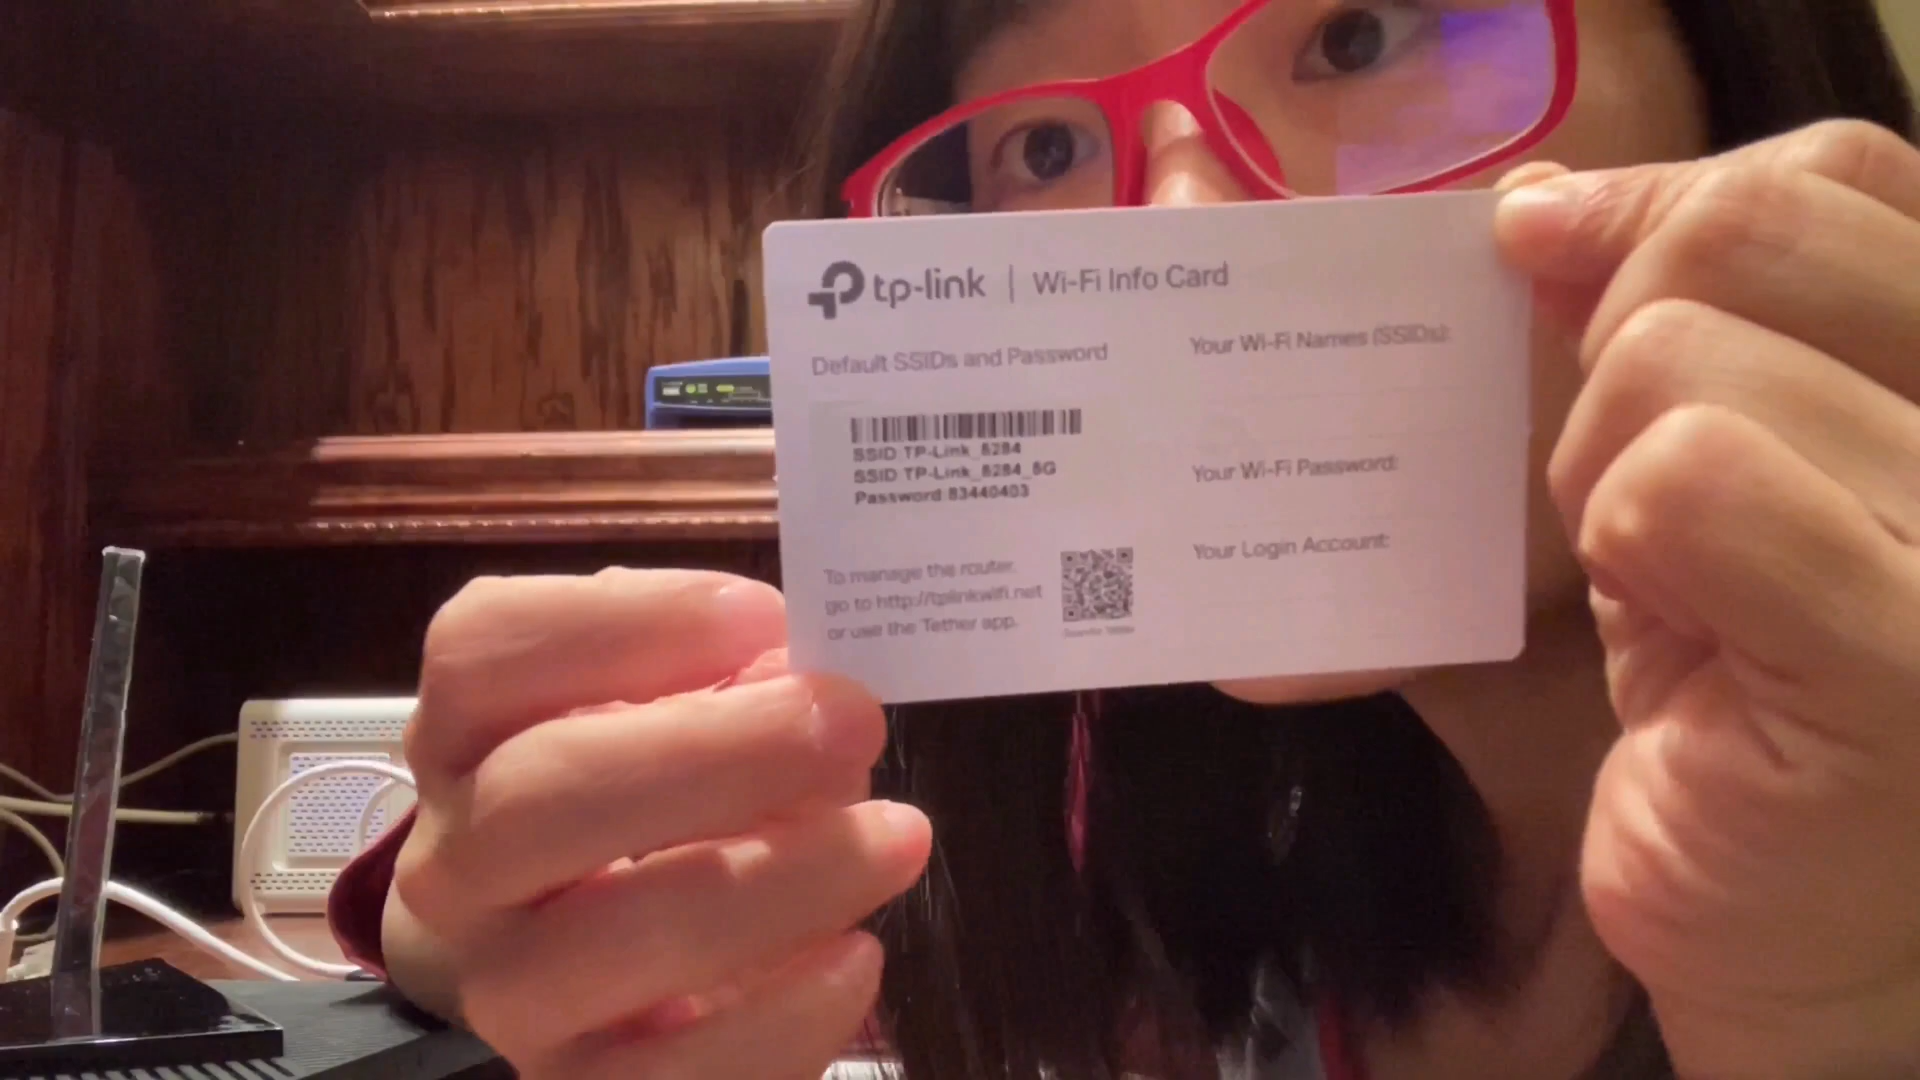 tp-link | Wi-Fi Info Card
Default SSIDs and Password
SSID TP-Link_5284
SSID TP-Link_5284_5G
Password 83440403
To manage the router,
go to http://tplinkwifi.net
or use the Tether app.
Your Wi-Fi Names (SSIDs):
Your Wi-Fi Password:
Your Login Account: